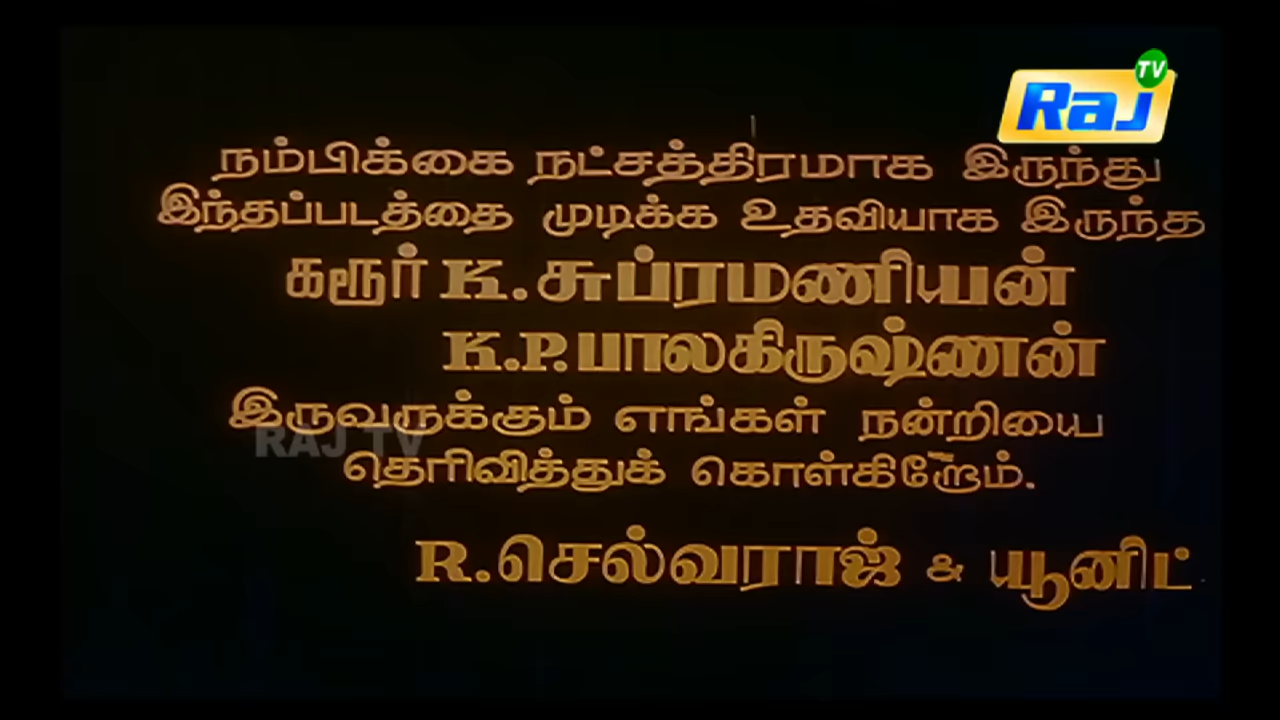 Raj TV
நம்பிக்கை நட்சத்திரமாக இருந்து
இந்தப்படத்தை முடிக்க உதவியாக இருந்த
கரூர் K.சுப்ரமணியன்
K.P.பாலகிருஷ்ணன்
இருவருக்கும் எங்கள் நன்றியை
RAJ TV
தெரிவித்துக் கொள்கிறோம்.
R.செல்வராஜ் & யூனிட்